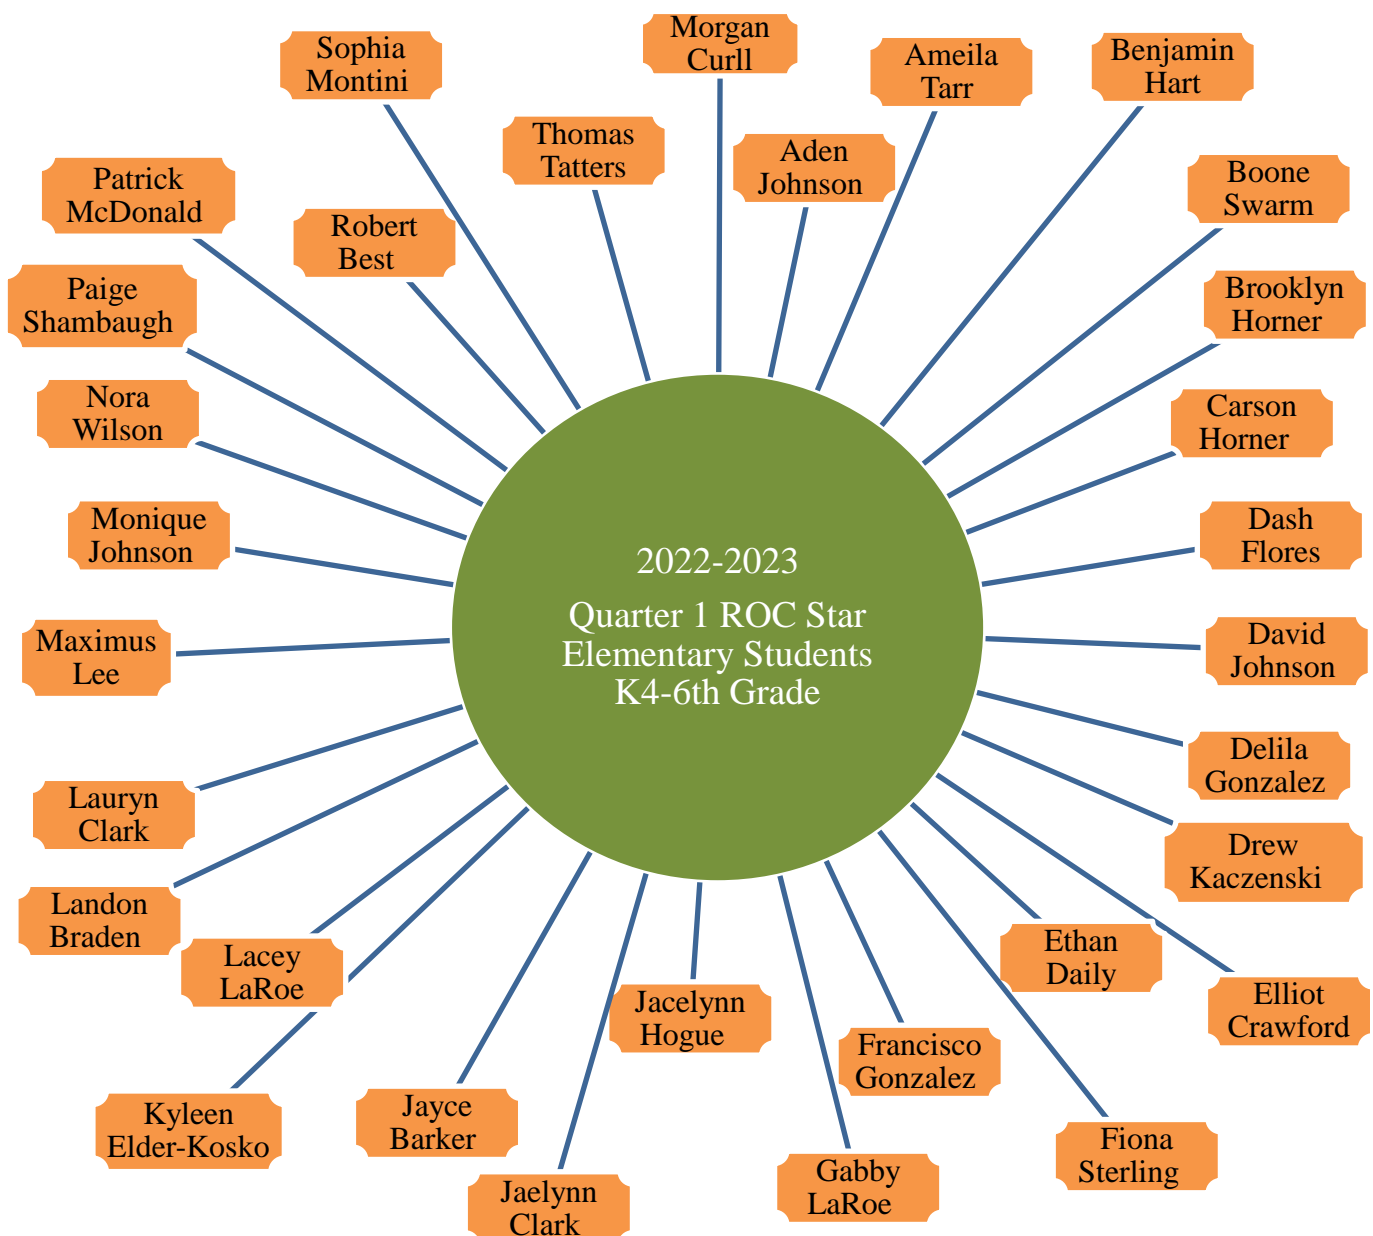 Morgan
Curll
Sophia
Montini
Ameila
Tarr
Benjamin
Hart
Thomas
Tatters
Aden
Johnson
Patrick
McDonald
Boone
Swarm
Robert
Best
Paige
Shambaugh
Brooklyn
Horner
Nora
Wilson
Carson
Horner
Monique
Johnson
Dash
Flores
2022-2023
Quarter 1 ROC Star
Elementary Students
K4-6th Grade
Maximus
Lee
David
Johnson
Delila
Gonzalez
Lauryn
Clark
Drew
Kaczenski
Landon
Braden
Lacey
LaRoe
Ethan
Daily
Elliot
Crawford
Jacelynn
Hogue
Francisco
Gonzalez
Kyleen
Elder-Kosko
Jayce
Barker
Fiona
Sterling
Gabby
LaRoe
Jaelynn
Clark